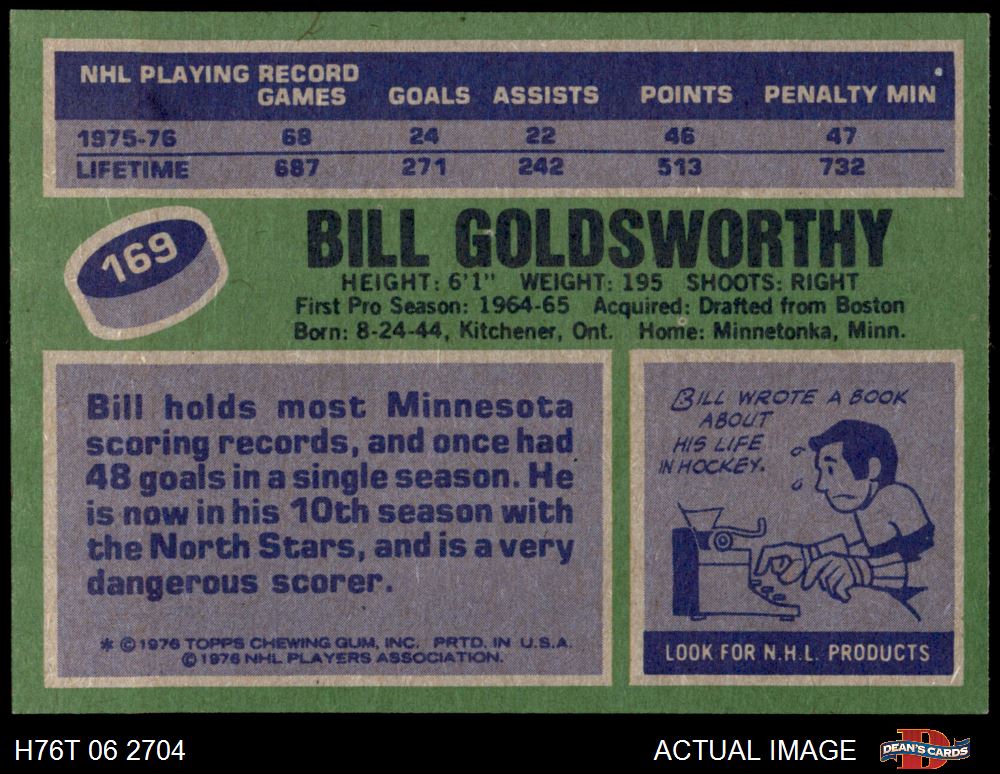 NHL PLAYING RECORD
GAMES GOALS ASSISTS POINTS PENALTY MIN
1975-76 68 24 22 46 47
LIFETIME 687 271 242 513 732
169
BILL GOLDSWORTHY
HEIGHT: 6'1" WEIGHT: 195 SHOOTS: RIGHT
First Pro Season: 1964-65 Acquired: Drafted from Boston
Born: 8-24-44, Kitchener, Ont. Home: Minnetonka, Minn.
Bill holds most Minnesota
scoring records, and once had
48 goals in a single season. He
is now in his 10th season with
the North Stars, and is a very
dangerous scorer.
* © 1976 TOPPS CHEWING GUM, INC. PRTD. IN U.S.A.
© 1976 NHL PLAYERS ASSOCIATION.
BILL WROTE A BOOK
ABOUT
HIS LIFE
IN HOCKEY.
LOOK FOR N.H.L. PRODUCTS
H76T 06 2704
ACTUAL IMAGE
DEAN'S CARDS